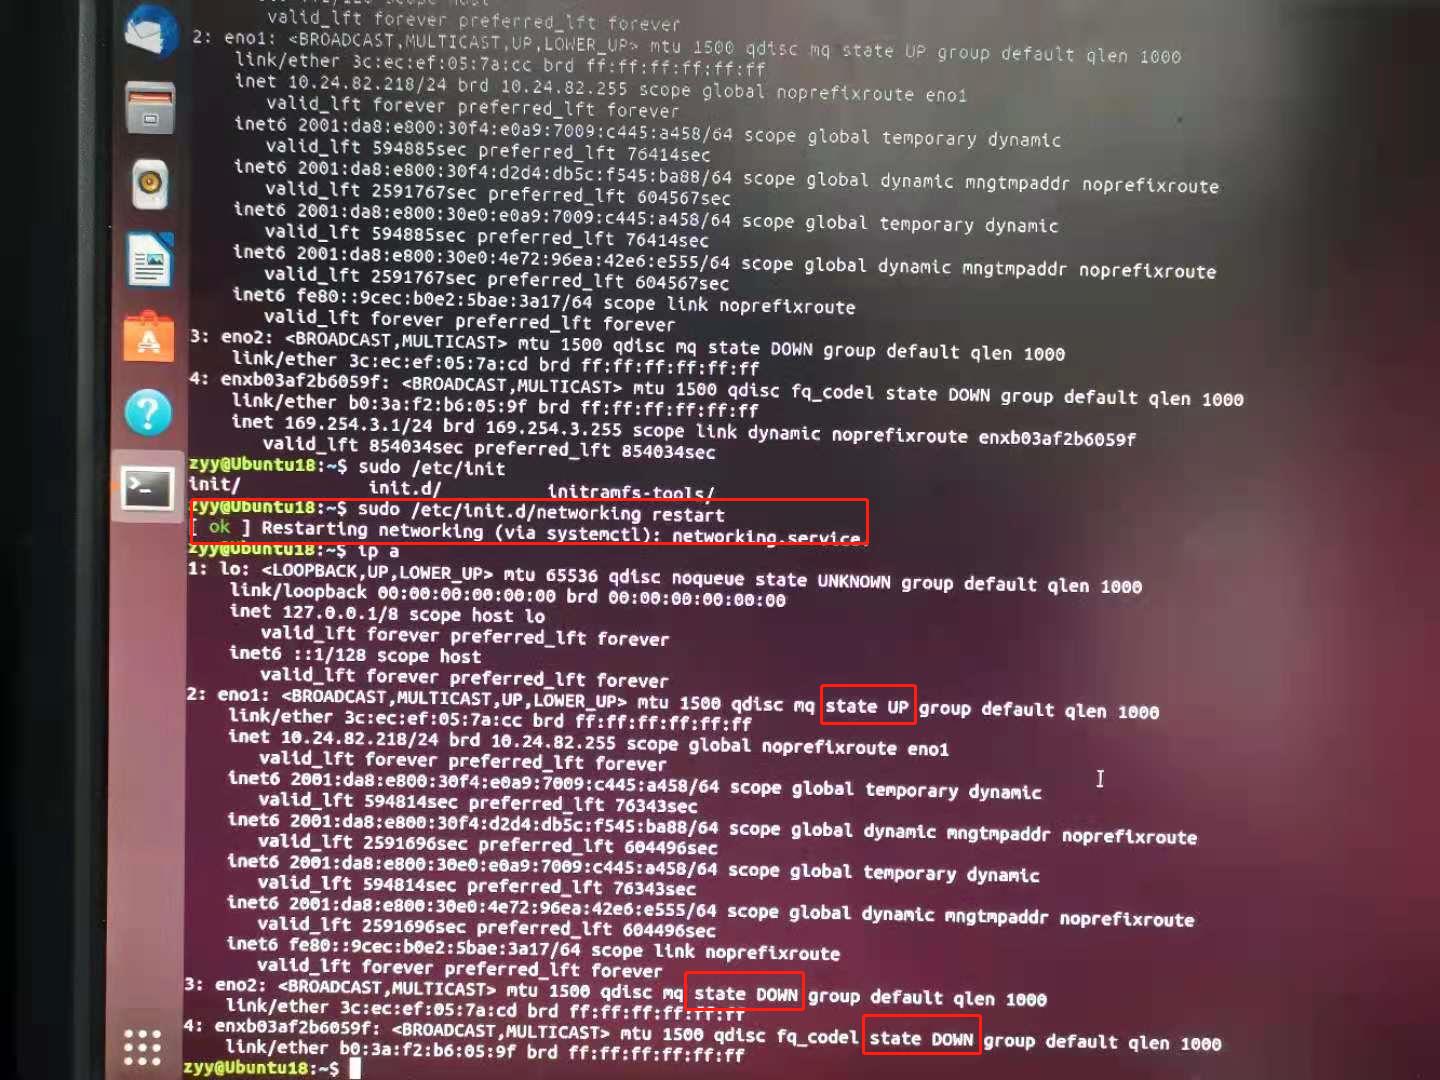 valid_lft forever preferred_lft forever
2: eno1: <BROADCAST,MULTICAST,UP,LOWER_UP> mtu 1500 qdisc mq state UP group default qlen 1000
link/ether 3c:ec:ef:05:7a:cc brd ff:ff:ff:ff:ff:ff
inet 10.24.82.218/24 brd 10.24.82.255 scope global noprefixroute eno1
valid_lft forever preferred_lft forever
inet6 2001:da8:e800:30f4:e0a9:7009:c445:a458/64 scope global temporary dynamic
valid_lft 594885sec preferred_lft 76414sec
inet6 2001:da8:e800:30f4:d2d4:db5c:f545:ba88/64 scope global dynamic mngtmpaddr noprefixroute
valid_lft 2591767sec preferred_lft 604567sec
inet6 2001:da8:e800:30e0:e0a9:7009:c445:a458/64 scope global temporary dynamic
valid_lft 594885sec preferred_lft 76414sec
inet6 2001:da8:e800:30e0:4e72:96ea:42e6:e555/64 scope global dynamic mngtmpaddr noprefixroute
valid_lft 2591767sec preferred_lft 604567sec
inet6 fe80::9cec:b0e2:5bae:3a17/64 scope link noprefixroute
valid_lft forever preferred_lft forever
3: eno2: <BROADCAST,MULTICAST> mtu 1500 qdisc mq state DOWN group default qlen 1000
link/ether 3c:ec:ef:05:7a:cd brd ff:ff:ff:ff:ff:ff
4: enxb03af2b6059f: <BROADCAST,MULTICAST> mtu 1500 qdisc fq_codel state DOWN group default qlen 1000
link/ether b0:3a:f2:b6:05:9f brd ff:ff:ff:ff:ff:ff
inet 169.254.3.1/24 brd 169.254.3.255 scope link dynamic noprefixroute enxb03af2b6059f
valid_lft 854034sec preferred_lft 854034sec
zyy@Ubuntu18:~$ sudo /etc/init
init/ init.d/ initramfs-tools/
zyy@Ubuntu18:~$ sudo /etc/init.d/networking restart
[ ok ] Restarting networking (via systemctl): networking.service.
zyy@Ubuntu18:~$ ip a
1: lo: <LOOPBACK,UP,LOWER_UP> mtu 65536 qdisc noqueue state UNKNOWN group default qlen 1000
link/loopback 00:00:00:00:00:00 brd 00:00:00:00:00:00
inet 127.0.0.1/8 scope host lo
valid_lft forever preferred_lft forever
inet6 ::1/128 scope host
valid_lft forever preferred_lft forever
2: eno1: <BROADCAST,MULTICAST,UP,LOWER_UP> mtu 1500 qdisc mq state UP group default qlen 1000
link/ether 3c:ec:ef:05:7a:cc brd ff:ff:ff:ff:ff:ff
inet 10.24.82.218/24 brd 10.24.82.255 scope global noprefixroute eno1
valid_lft forever preferred_lft forever
inet6 2001:da8:e800:30f4:e0a9:7009:c445:a458/64 scope global temporary dynamic
valid_lft 594814sec preferred_lft 76343sec
inet6 2001:da8:e800:30f4:d2d4:db5c:f545:ba88/64 scope global dynamic mngtmpaddr noprefixroute
valid_lft 2591696sec preferred_lft 604496sec
inet6 2001:da8:e800:30e0:e0a9:7009:c445:a458/64 scope global temporary dynamic
valid_lft 594814sec preferred_lft 76343sec
inet6 2001:da8:e800:30e0:4e72:96ea:42e6:e555/64 scope global dynamic mngtmpaddr noprefixroute
valid_lft 2591696sec preferred_lft 604496sec
inet6 fe80::9cec:b0e2:5bae:3a17/64 scope link noprefixroute
valid_lft forever preferred_lft forever
3: eno2: <BROADCAST,MULTICAST> mtu 1500 qdisc mq state DOWN group default qlen 1000
link/ether 3c:ec:ef:05:7a:cd brd ff:ff:ff:ff:ff:ff
4: enxb03af2b6059f: <BROADCAST,MULTICAST> mtu 1500 qdisc fq_codel state DOWN group default qlen 1000
link/ether b0:3a:f2:b6:05:9f brd ff:ff:ff:ff:ff:ff
zyy@Ubuntu18:~$